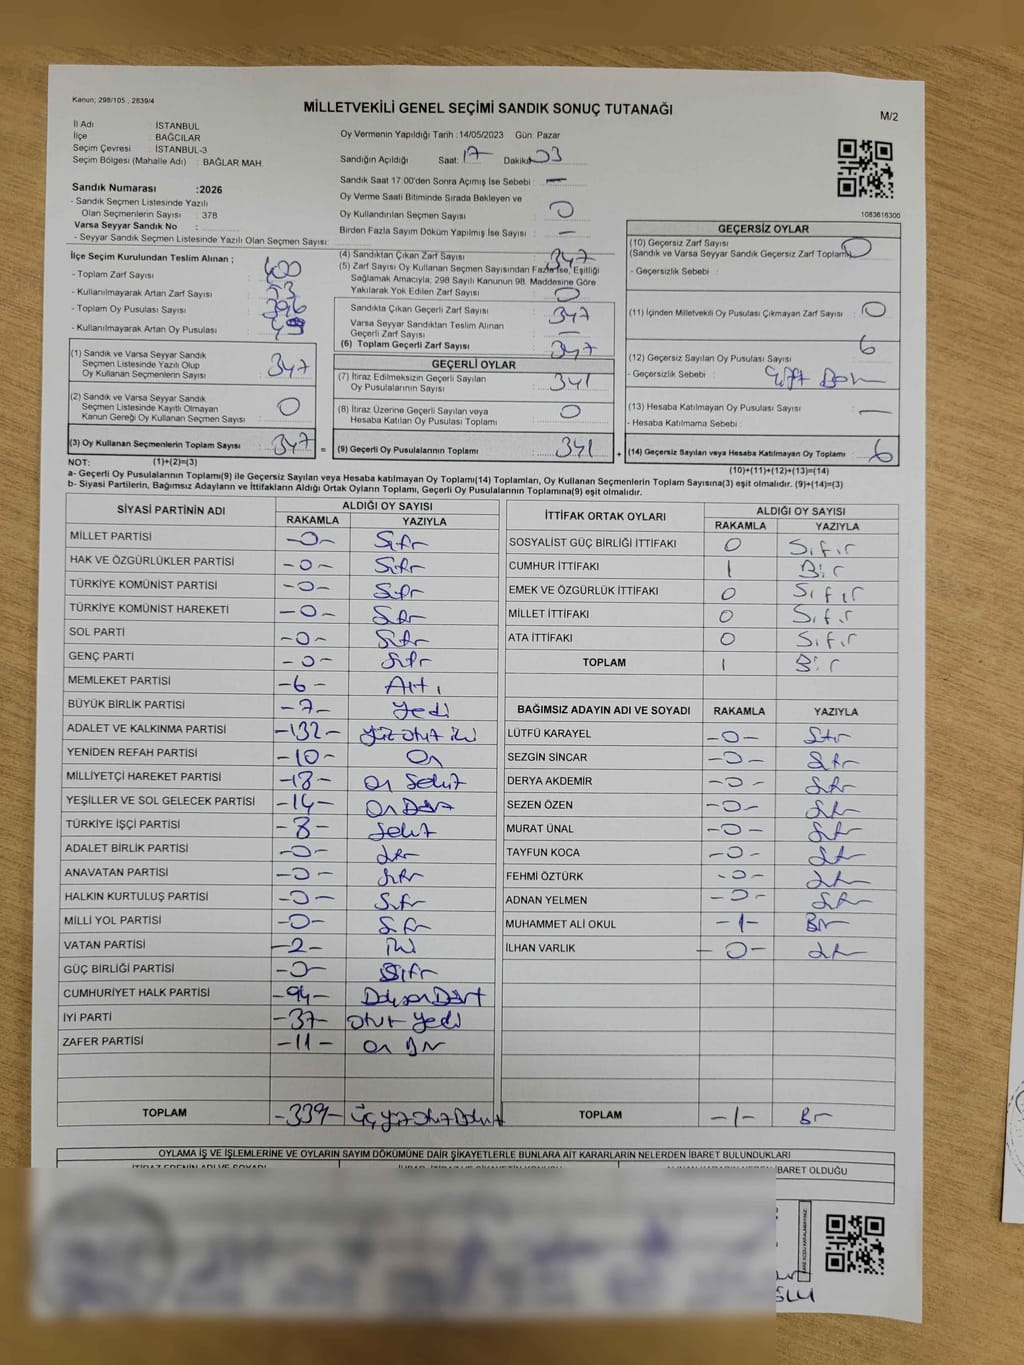 Kanun; 298/105 , 2839/4
MİLLETVEKİLİ GENEL SEÇİMİ SANDIK SONUÇ TUTANAĞI
M/2
İl Adı : İSTANBUL
İlçe : BAĞCILAR
Seçim Çevresi : İSTANBUL-3
Seçim Bölgesi (Mahalle Adı) : BAĞLAR MAH.
Sandık Numarası :2026
- Sandık Seçmen Listesinde Yazılı
Olan Seçmenlerin Sayısı : 378
Varsa Seyyar Sandık No :
- Seyyar Sandık Seçmen Listesinde Yazılı Olan Seçmen Sayısı:
Oy Vermenin Yapıldığı Tarih :14/05/2023 Gün: Pazar
Sandığın Açıldığı Saat: 17 Dakika: 03
Sandık Saat 17:00'den Sonra Açılmış İse Sebebi : —
Oy Verme Saati Bitiminde Sırada Bekleyen ve
Oy Kullandırılan Seçmen Sayısı : 0
Birden Fazla Sayım Döküm Yapılmış İse Sayısı : —
1083616300
İlçe Seçim Kurulundan Teslim Alınan ;
- Toplam Zarf Sayısı : 400
- Kullanılmayarak Artan Zarf Sayısı : 53
- Toplam Oy Pusulası Sayısı : 396
- Kullanılmayarak Artan Oy Pusulası :
(1) Sandık ve Varsa Seyyar Sandık
Seçmen Listesinde Yazılı Olup
Oy Kullanan Seçmenlerin Sayısı : 347
(2) Sandık ve Varsa Seyyar Sandık
Seçmen Listesinde Kayıtlı Olmayan
Kanun Gereği Oy Kullanan Seçmen Sayısı : 0
(3) Oy Kullanan Seçmenlerin Toplam Sayısı : 347 =
(4) Sandıktan Çıkan Zarf Sayısı : 347
(5) Zarf Sayısı Oy Kullanan Seçmen Sayısından Fazla İse, Eşitliği
Sağlamak Amacıyla; 298 Sayılı Kanunun 98. Maddesine Göre
Yakılarak Yok Edilen Zarf Sayısı : 0
Sandıkta Çıkan Geçerli Zarf Sayısı : 347
Varsa Seyyar Sandıktan Teslim Alınan
Geçerli Zarf Sayısı : —
(6) Toplam Geçerli Zarf Sayısı : 347
GEÇERLİ OYLAR
(7) İtiraz Edilmeksizin Geçerli Sayılan
Oy Pusulalarının Sayısı : 341
(8) İtiraz Üzerine Geçerli Sayılan veya
Hesaba Katılan Oy Pusulası Toplamı : 0
(9) Geçerli Oy Pusulalarının Toplamı : 341 +
GEÇERSİZ OYLAR
(10) Geçersiz Zarf Sayısı : 0
(Sandık ve Varsa Seyyar Sandık Geçersiz Zarf Toplamı)
- Geçersizlik Sebebi :
(11) İçinden Milletvekili Oy Pusulası Çıkmayan Zarf Sayısı : 0
(12) Geçersiz Sayılan Oy Pusulası Sayısı : 6
- Geçersizlik Sebebi :
(13) Hesaba Katılmayan Oy Pusulası Sayısı : —
- Hesaba Katılmama Sebebi :
(14) Geçersiz Sayılan veya Hesaba Katılmayan Oy Toplamı : 6
NOT: (1)+(2)=(3)
(10)+(11)+(12)+(13)=(14)
a- Geçerli Oy Pusulalarının Toplamı(9) ile Geçersiz Sayılan veya Hesaba katılmayan Oy Toplamı(14) Toplamları, Oy Kullanan Seçmenlerin Toplam Sayısına(3) eşit olmalıdır. (9)+(14)=(3)
b- Siyasi Partilerin, Bağımsız Adayların ve İttifakların Aldığı Oyların Toplamı, Geçerli Oy Pusulalarının Toplamına(9) eşit olmalıdır.
SİYASİ PARTİNİN ADI ALDIĞI OY SAYISI
RAKAMLA YAZIYLA
MİLLET PARTİSİ -0- Sıfır
HAK VE ÖZGÜRLÜKLER PARTİSİ -0- Sıfır
TÜRKİYE KOMÜNİST PARTİSİ -0- Sıfır
TÜRKİYE KOMÜNİST HAREKETİ -0- Sıfır
SOL PARTİ -0- Sıfır
GENÇ PARTİ -0- Sıfır
MEMLEKET PARTİSİ -6- Altı
BÜYÜK BİRLİK PARTİSİ -7- Yedi
ADALET VE KALKINMA PARTİSİ -132- Yüz otuz iki
YENİDEN REFAH PARTİSİ -10- On
MİLLİYETÇİ HAREKET PARTİSİ -18- On Sekiz
YEŞİLLER VE SOL GELECEK PARTİSİ -14- On Dört
TÜRKİYE İŞÇİ PARTİSİ -8- Sekiz
ADALET BİRLİK PARTİSİ -0- Sıfır
ANAVATAN PARTİSİ -0- Sıfır
HALKIN KURTULUŞ PARTİSİ -0- Sıfır
MİLLİ YOL PARTİSİ -0- Sıfır
VATAN PARTİSİ -2- İki
GÜÇ BİRLİĞİ PARTİSİ -0- Sıfır
CUMHURİYET HALK PARTİSİ -94- Doksan Dört
İYİ PARTİ -37- Otuz Yedi
ZAFER PARTİSİ -11- On Bir
TOPLAM -339- Üç yüz otuz Dokuz
İTTİFAK ORTAK OYLARI ALDIĞI OY SAYISI
RAKAMLA YAZIYLA
SOSYALİST GÜÇ BİRLİĞİ İTTİFAKI 0 Sıfır
CUMHUR İTTİFAKI 1 Bir
EMEK VE ÖZGÜRLÜK İTTİFAKI 0 Sıfır
MİLLET İTTİFAKI 0 Sıfır
ATA İTTİFAKI 0 Sıfır
TOPLAM 1 Bir
BAĞIMSIZ ADAYIN ADI VE SOYADI RAKAMLA YAZIYLA
LÜTFÜ KARAYEL -0- Sıfır
SEZGİN SİNCAR -0- Sıfır
DERYA AKDEMİR -0- Sıfır
SEZEN ÖZEN -0- Sıfır
MURAT ÜNAL -0- Sıfır
TAYFUN KOCA -0- Sıfır
FEHMİ ÖZTÜRK -0- Sıfır
ADNAN YELMEN -0- Sıfır
MUHAMMET ALİ OKUL -1- Bir
İLHAN VARLIK -0- Sıfır
TOPLAM -1- Bir
OYLAMA İŞ VE İŞLEMLERİNE VE OYLARIN SAYIM DÖKÜMÜNE DAİR ŞİKAYETLERLE BUNLARA AİT KARARLARIN NELERDEN İBARET BULUNDUKLARI
İBARET OLDUĞU